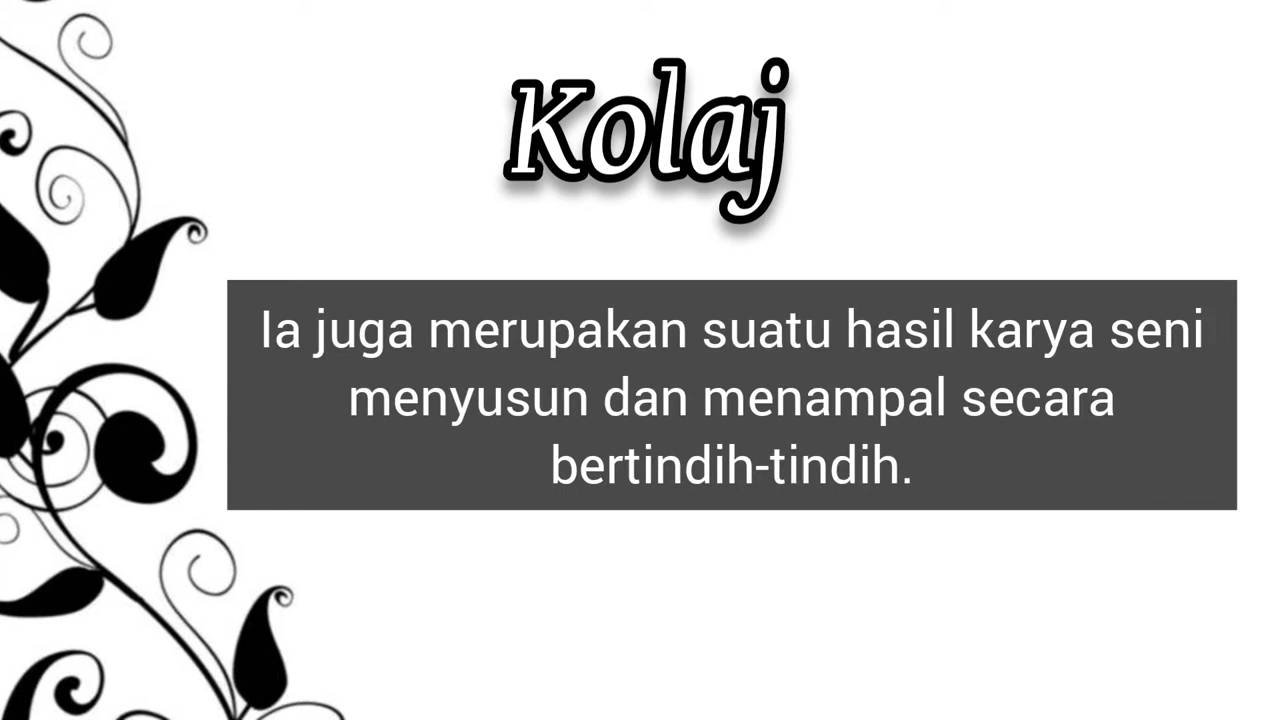 Kolaj
Ia juga merupakan suatu hasil karya seni
menyusun dan menampal secara
bertindih-tindih.